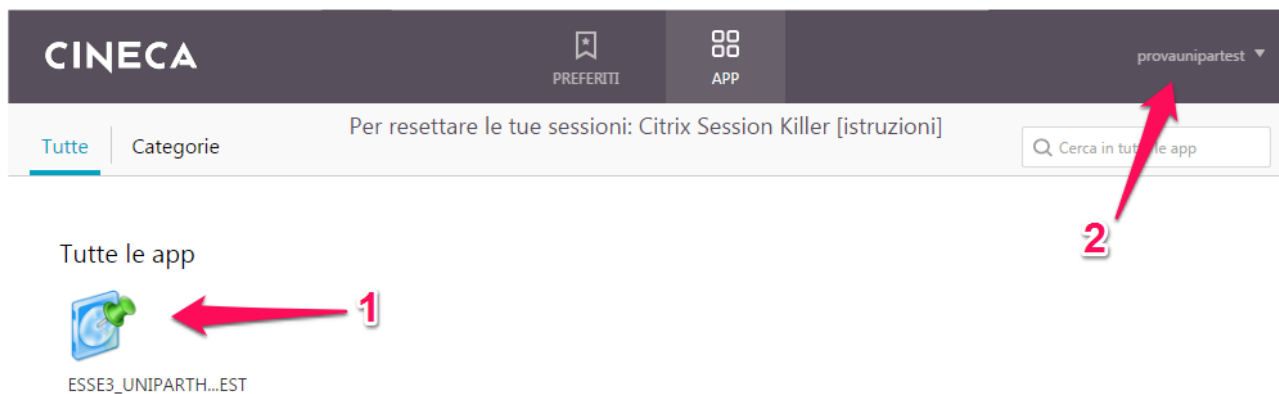 CINECA
PREFERITI
APP
provaunipartest
Tutte
Categorie
Per resettare le tue sessioni: Citrix Session Killer [istruzioni]
Cerca in tutte le app
2
Tutte le app
1
ESSE3_UNIPARTH...EST